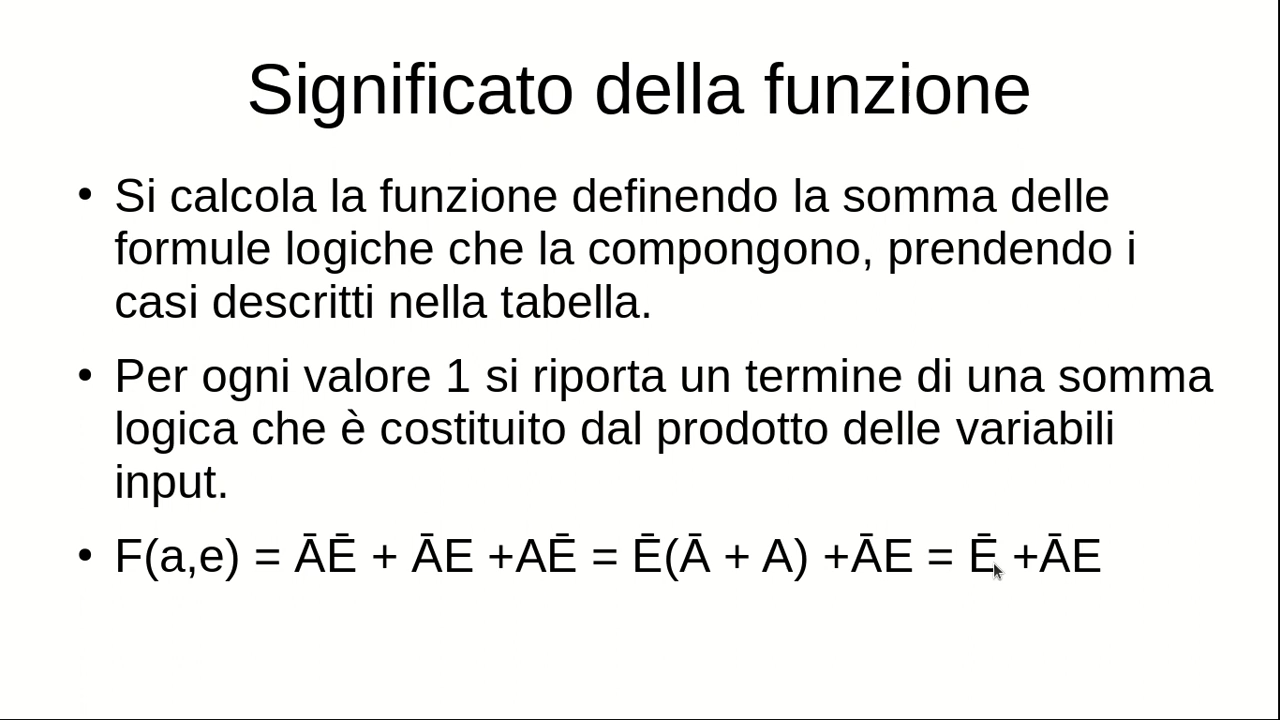 Significato della funzione
• Si calcola la funzione definendo la somma delle
formule logiche che la compongono, prendendo i
casi descritti nella tabella.
• Per ogni valore 1 si riporta un termine di una somma
logica che è costituito dal prodotto delle variabili
input.
• F(a,e) = ĀĒ + ĀE +AĒ = Ē(Ā + A) +ĀE = Ē +ĀE